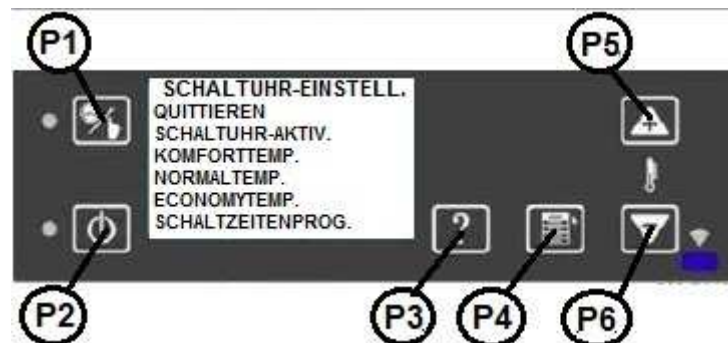 P1
P5
SCHALTUHR-EINSTELL.
QUITTIEREN
SCHALTUHR-AKTIV.
KOMFORTTEMP.
NORMALTEMP.
ECONOMYTEMP.
SCHALTZEITENPROG.
?
P2
P3
P4
P6